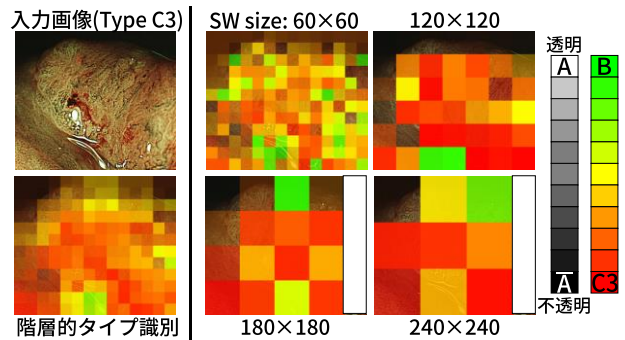 入力画像(Type C3)
SW size: 60×60
120×120
透明
A
B
A̅
C3
不透明
階層的タイプ識別
180×180
240×240